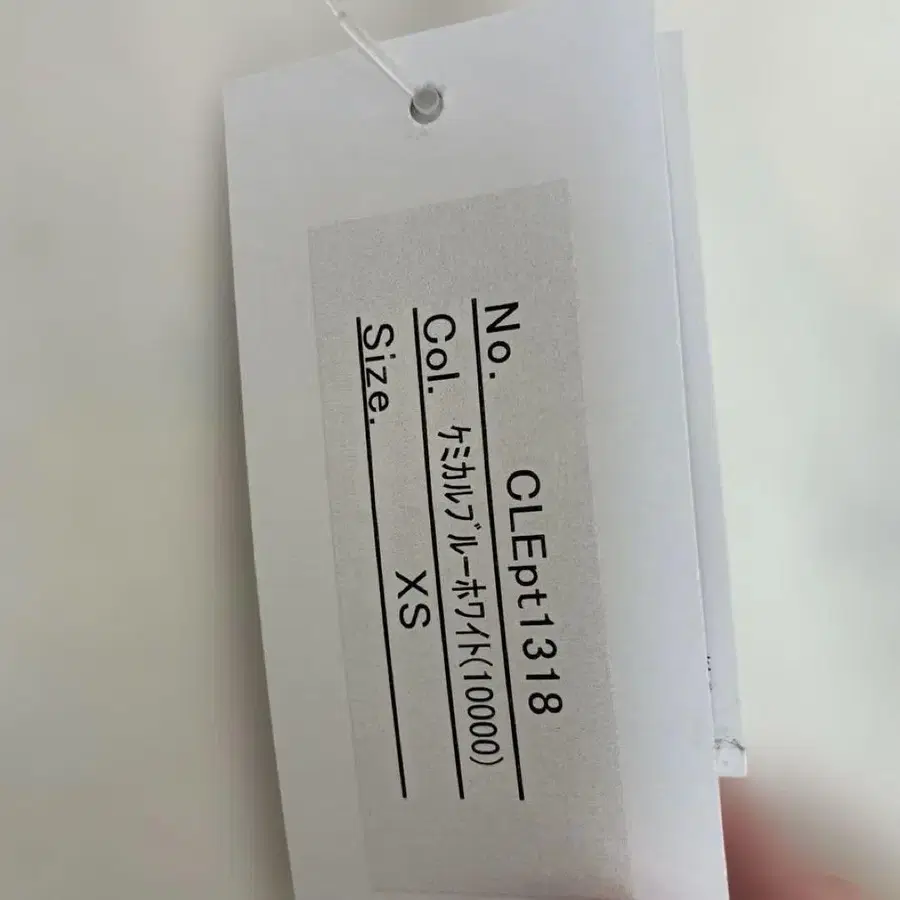 No. CLEpt1318
Col. ｹﾐｶﾙﾌﾞﾙｰﾎﾜｲﾄ(10000)
Size. XS